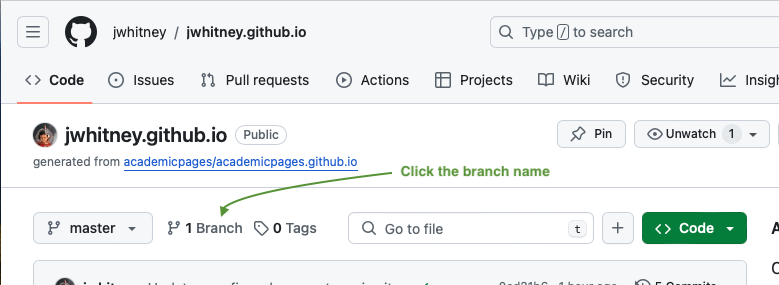 jwhitney / jwhitney.github.io
Type / to search
Code Issues Pull requests Actions Projects Wiki Security Insigh
jwhitney.github.io Public
Pin Unwatch 1
generated from academicpages/academicpages.github.io
Click the branch name
master 1 Branch 0 Tags Go to file t + Code